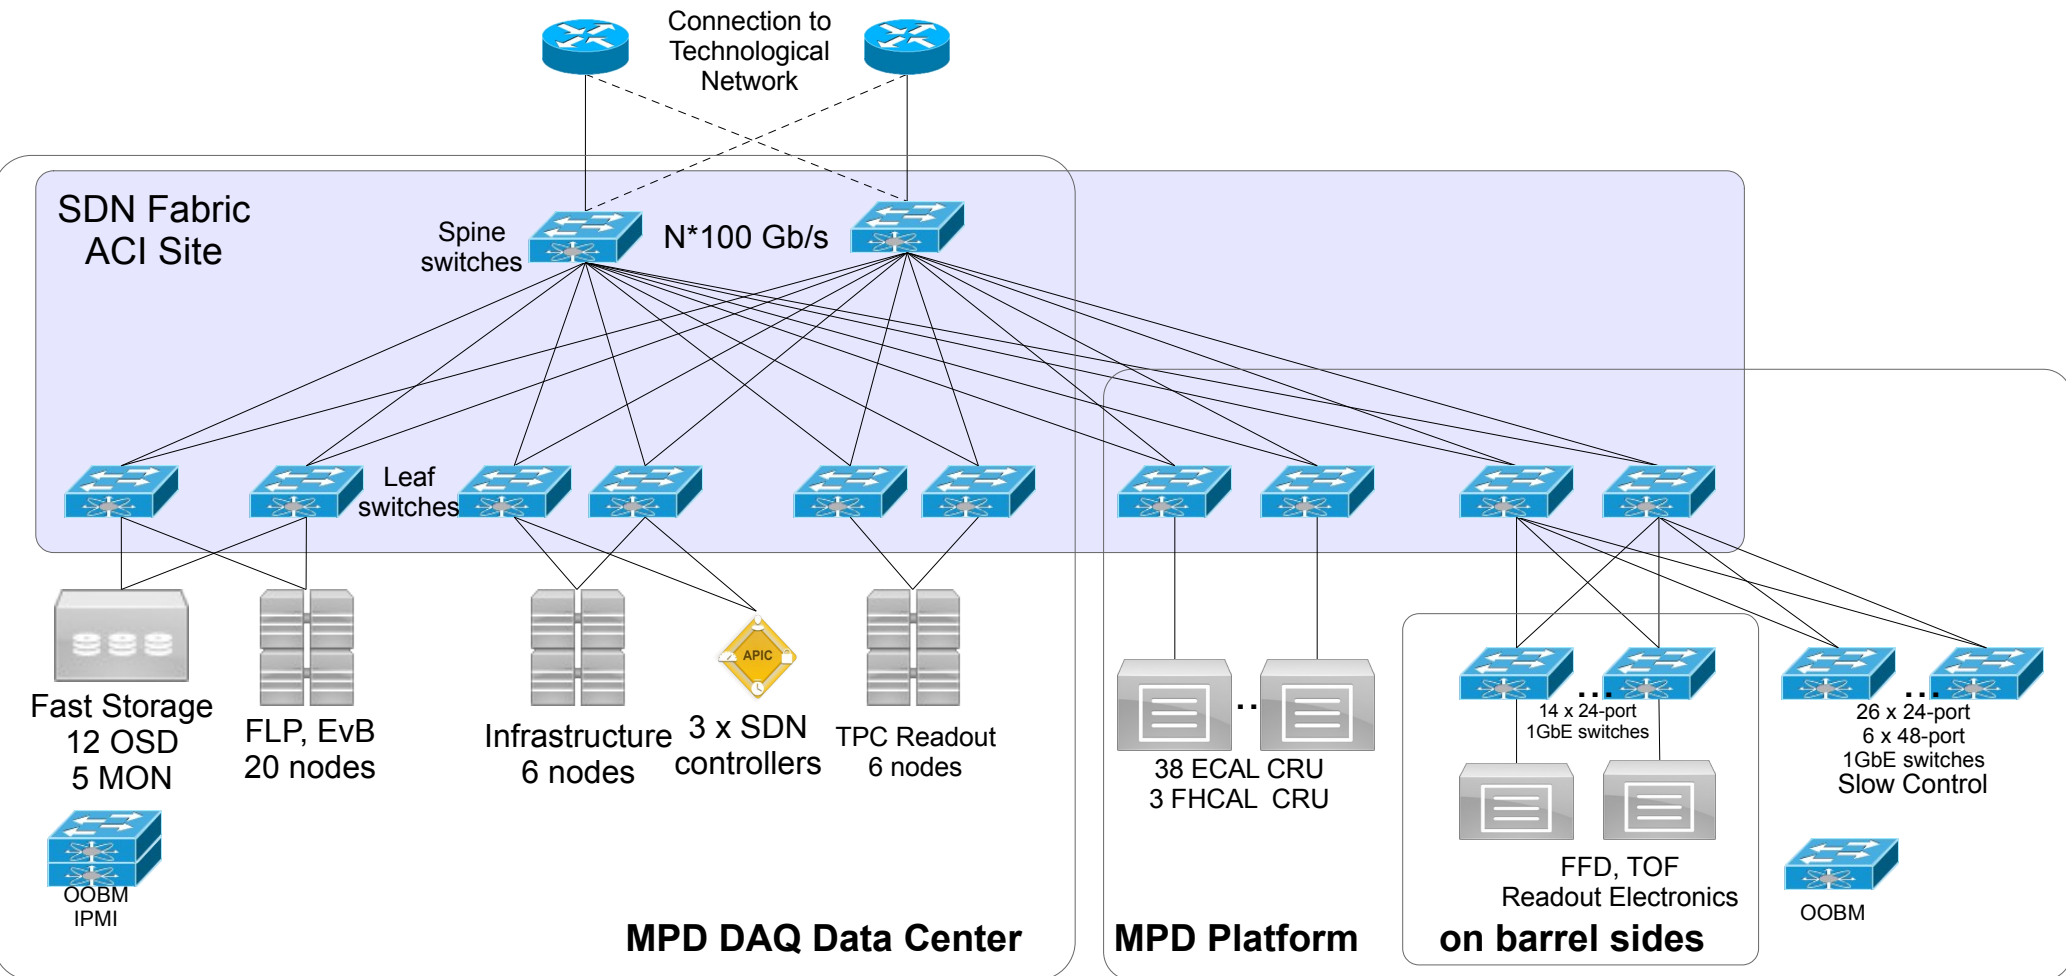 Connection to
Technological
Network
SDN Fabric
ACI Site
Spine
switches
N*100 Gb/s
Leaf
switches
Fast Storage
12 OSD
5 MON
FLP, EvB
20 nodes
Infrastructure
6 nodes
APIC
3 x SDN
controllers
TPC Readout
6 nodes
..
38 ECAL CRU
3 FHCAL CRU
...
14 x 24-port
1GbE switches
...
26 x 24-port
6 x 48-port
1GbE switches
Slow Control
FFD, TOF
Readout Electronics
OOBM
IPMI
OOBM
MPD DAQ Data Center
MPD Platform
on barrel sides